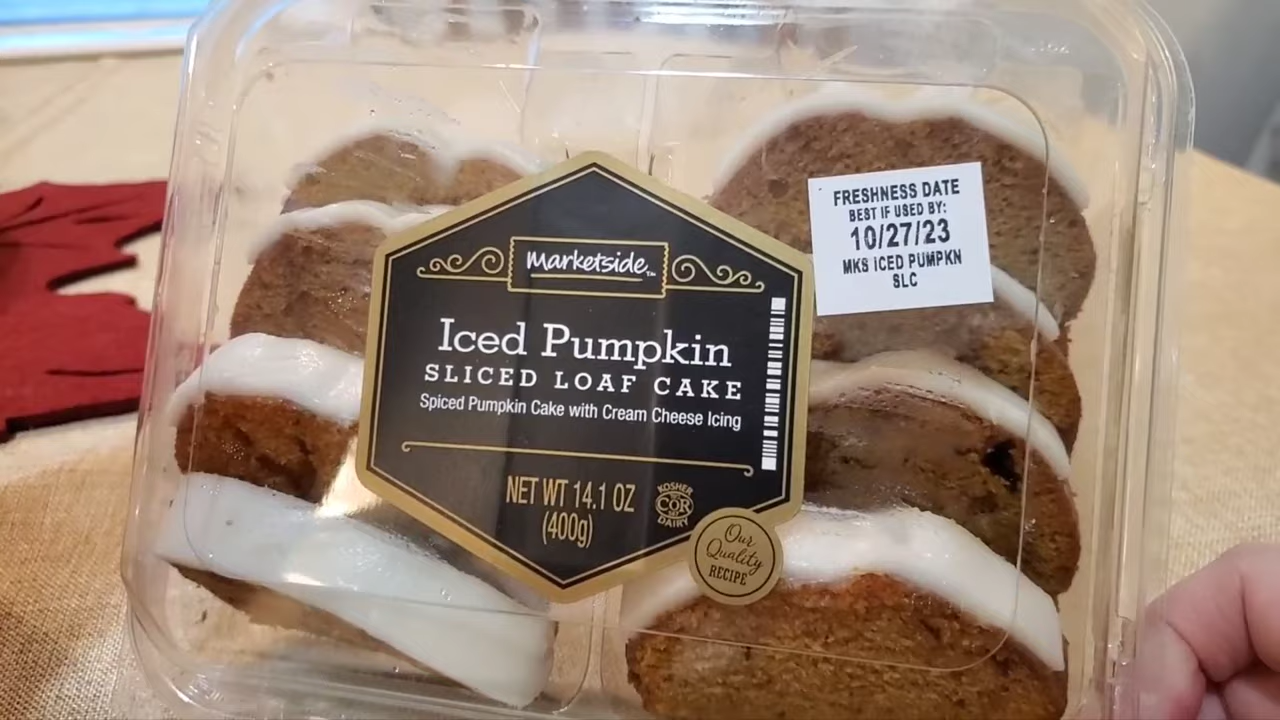 marketside™
Iced Pumpkin
SLICED LOAF CAKE
Spiced Pumpkin Cake with Cream Cheese Icing
NET WT 14.1 OZ
(400g)
KOSHER
COR
DAIRY
Our
Quality
RECIPE
FRESHNESS DATE
BEST IF USED BY:
10/27/23
MKS ICED PUMPKN
SLC